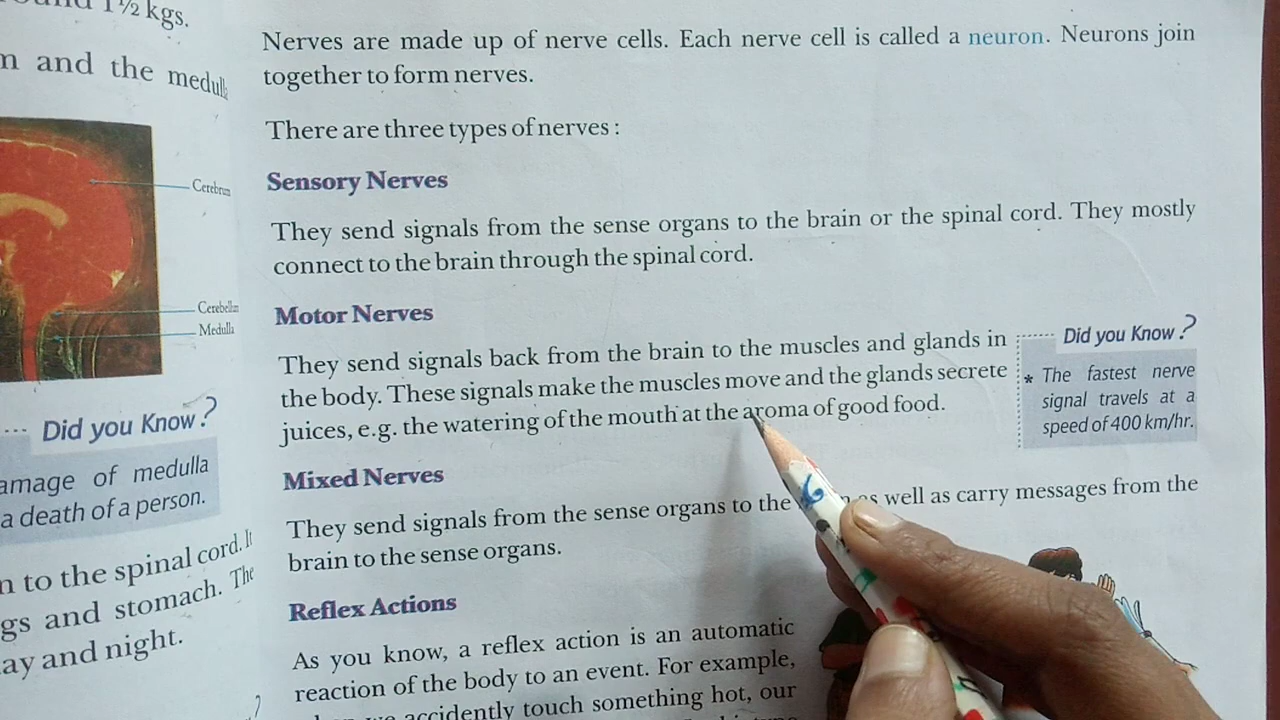 1½ kgs.
and the
Cerebrum
Cerebellum
Medulla
Did you Know?
of medulla
a death of a person.
to the spinal cord. It
and stomach. The
and night.
Nerves are made up of nerve cells. Each nerve cell is called a neuron. Neurons join
together to form nerves.
There are three types of nerves :
Sensory Nerves
They send signals from the sense organs to the brain or the spinal cord. They mostly
connect to the brain through the spinal cord.
Motor Nerves
They send signals back from the brain to the muscles and glands in
the body. These signals make the muscles move and the glands secrete
juices, e.g. the watering of the mouth at the aroma of good food.
Did you Know?
* The fastest nerve
signal travels at a
speed of 400 km/hr.
Mixed Nerves
They send signals from the sense organs to the as well as carry messages from the
brain to the sense organs.
Reflex Actions
As you know, a reflex action is an automatic
reaction of the body to an event. For example,
we accidently touch something hot, our